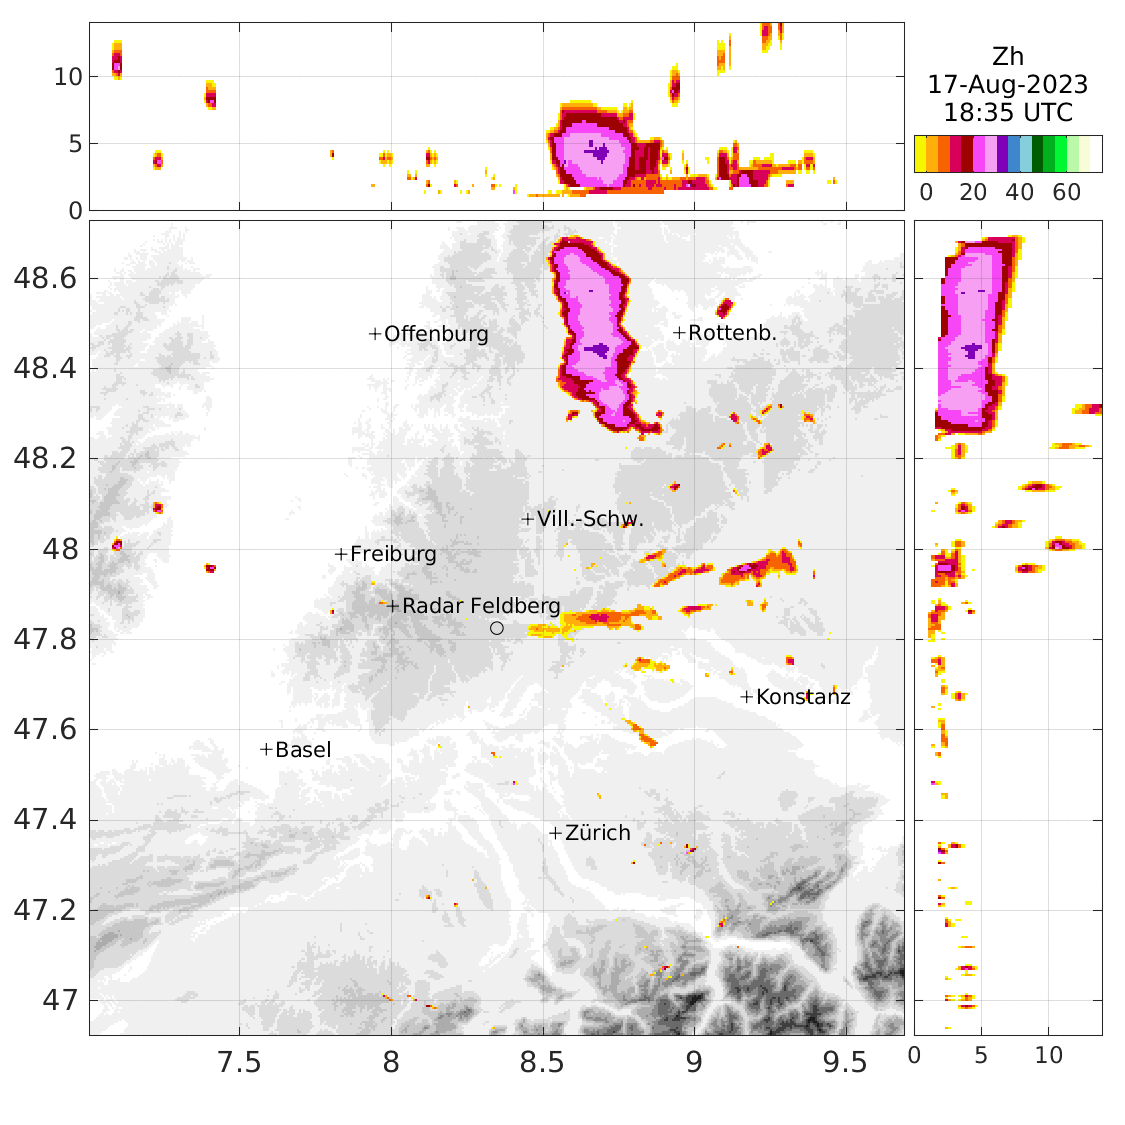 Zh
17-Aug-2023
18:35 UTC
0 20 40 60
10
5
0
48.6
48.4
48.2
48
47.8
47.6
47.4
47.2
47
Offenburg
Rottenb.
Vill.-Schw.
Freiburg
Radar Feldberg
Konstanz
Basel
Zürich
7.5 8 8.5 9 9.5
0 5 10